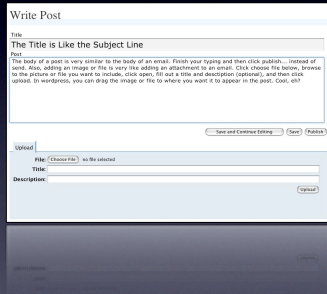 Write Post
Title
The Title is Like the Subject Line
Post
The body of a post is very similar to the body of an email. Finish your typing and then click publish... instead of
send. Also, adding an image or file is very like adding an attachment to an email. Click choose file below, browse
to the picture or file you want to include, click open, fill out a title and desctiption (optional), and then click
upload. In wordpress, you can drag the image or file to where you want it to appear in the post. Cool, eh?
Save and Continue Editing Save Publish
Upload
File: Choose File no file selected
Title:
Description:
Upload